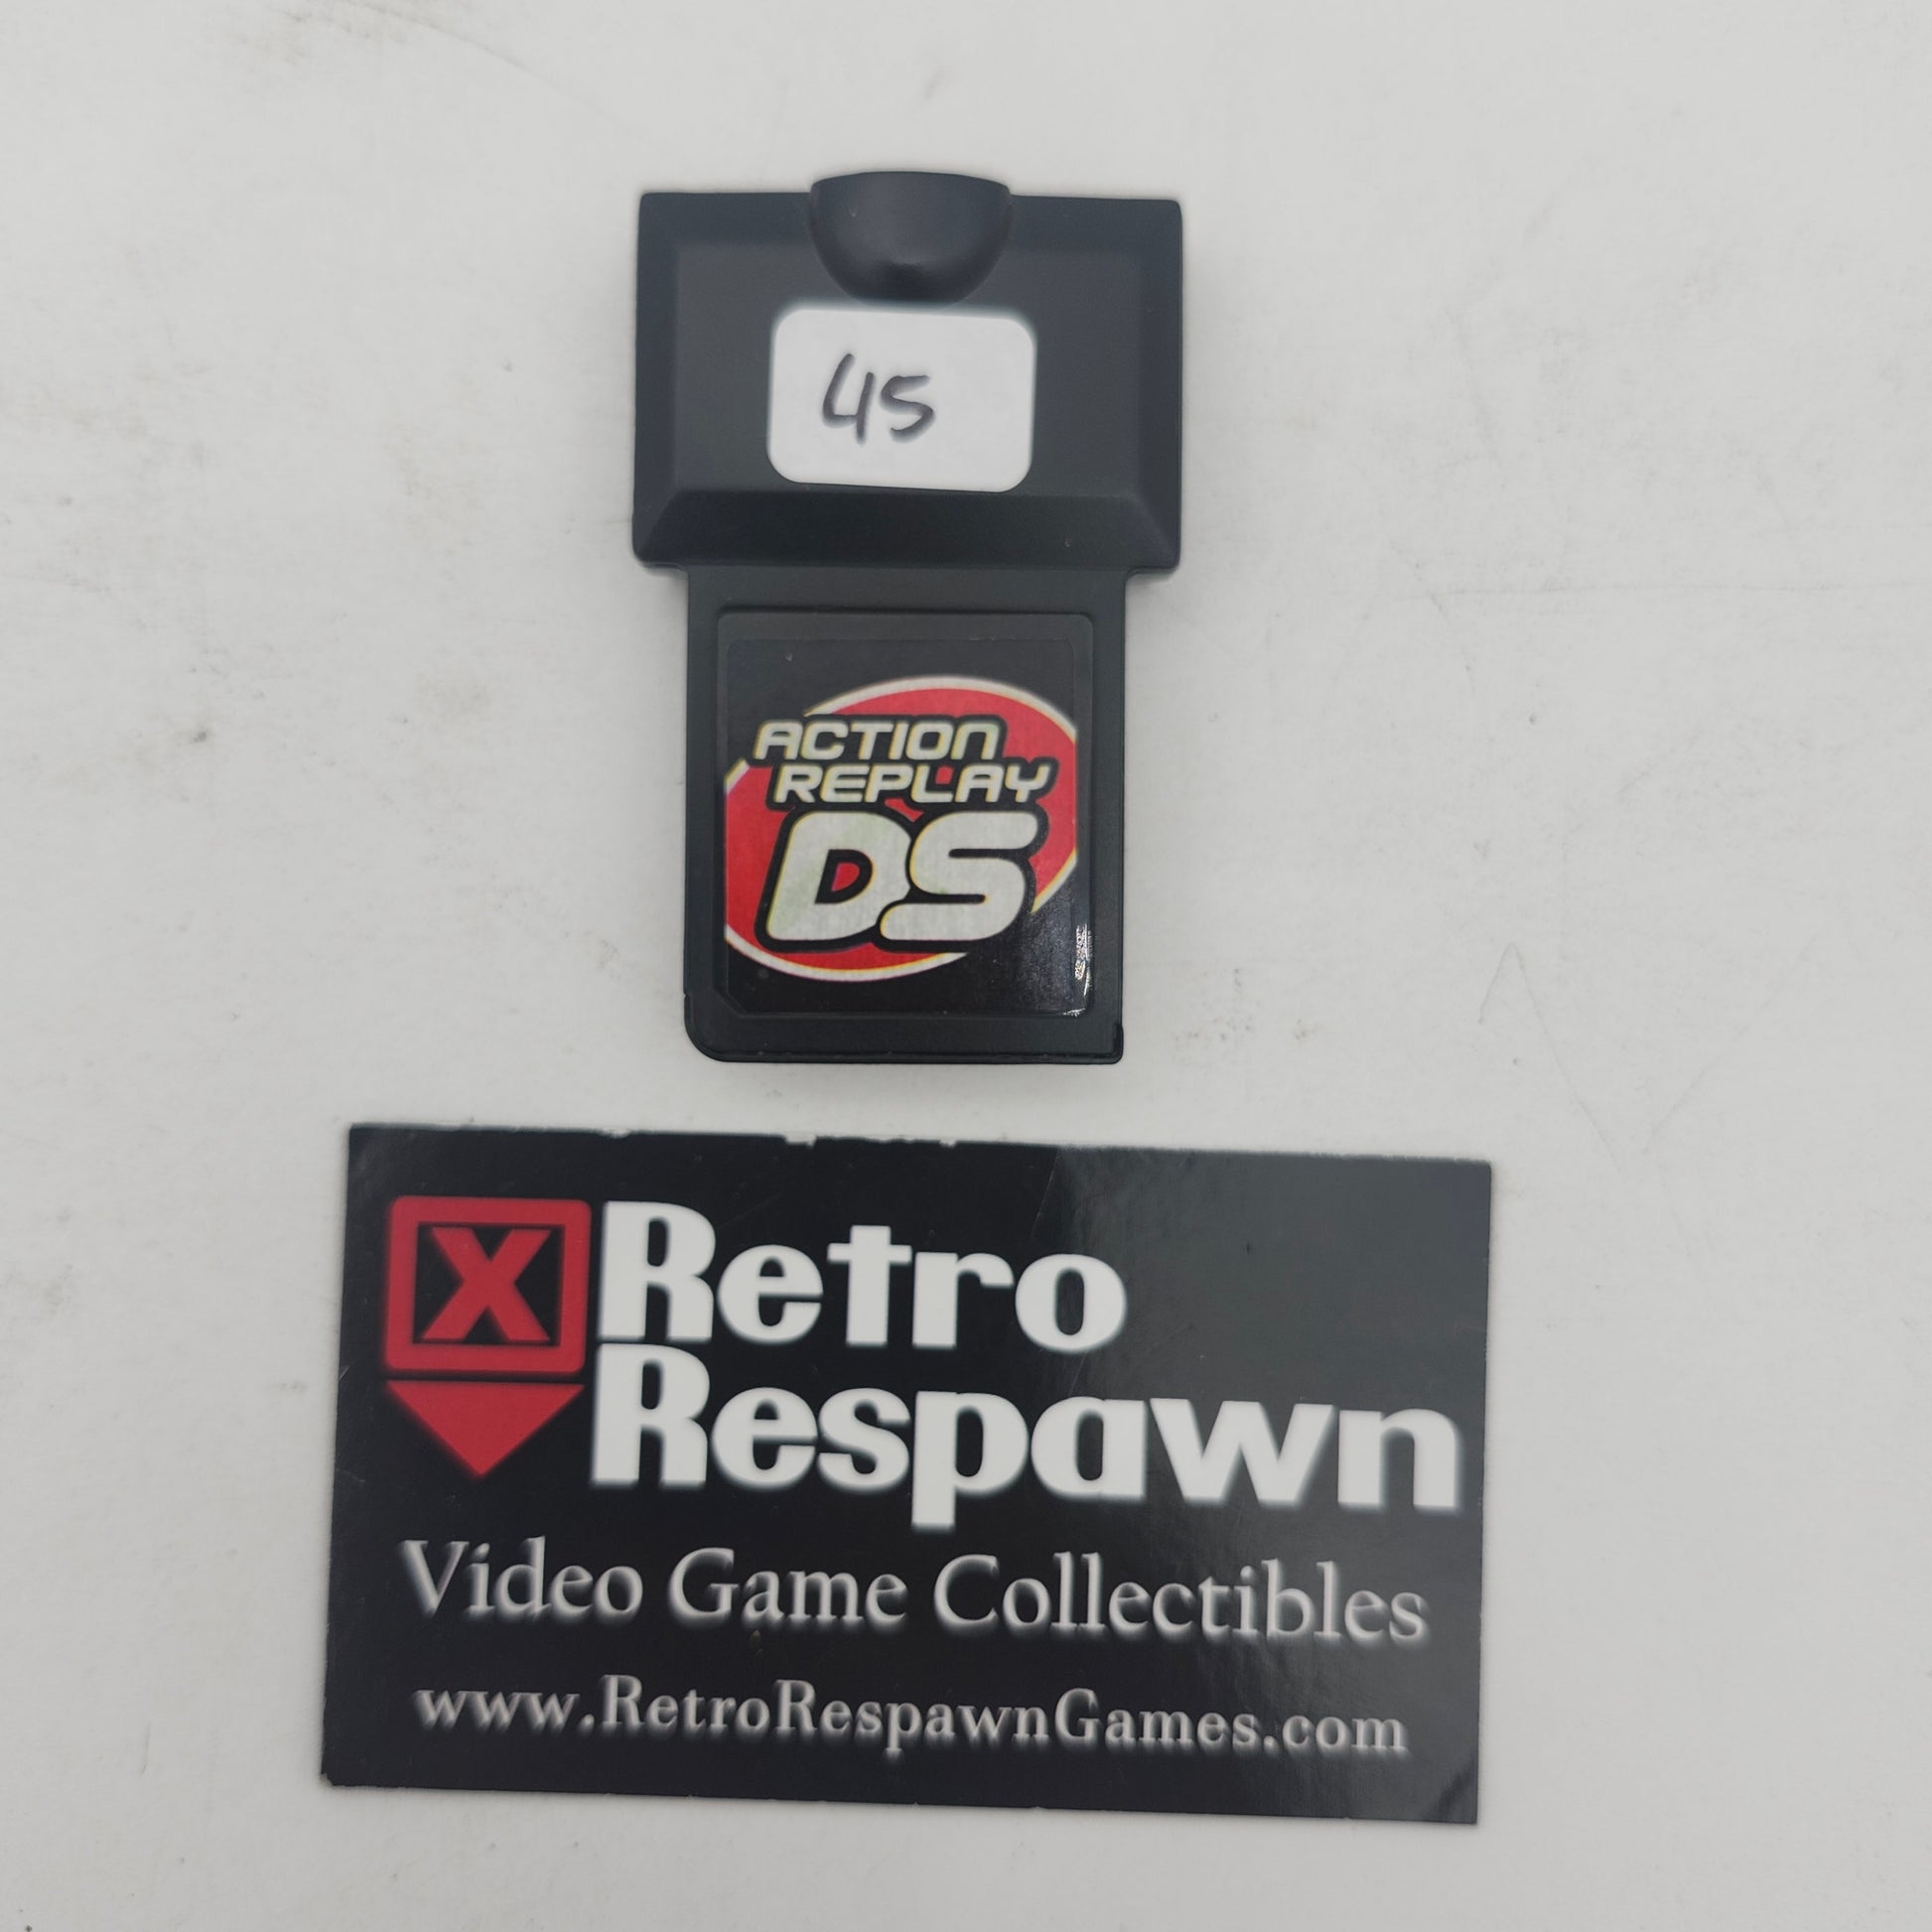 45
ACTION
REPLAY
DS
X Retro
Respawn
Video Game Collectibles
www.RetroRespawnGames.com